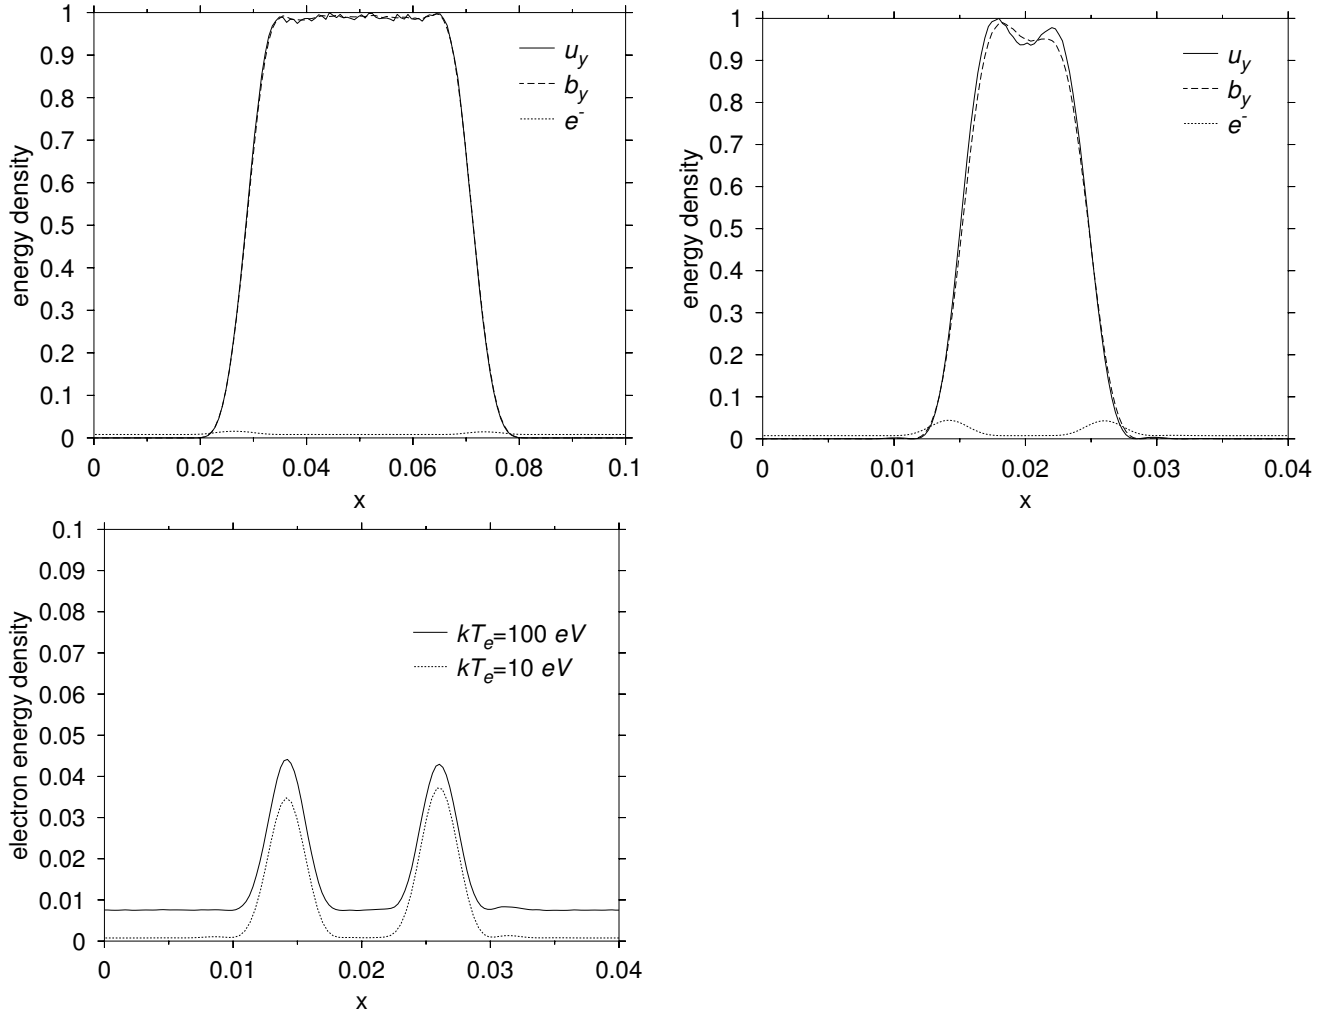 1
0.9
0.8
0.7
0.6
0.5
0.4
0.3
0.2
0.1
0
energy density
u_y
b_y
e^-
0 0.02 0.04 0.06 0.08 0.1
x
1
0.9
0.8
0.7
0.6
0.5
0.4
0.3
0.2
0.1
0
energy density
u_y
b_y
e^-
0 0.01 0.02 0.03 0.04
x
0.1
0.09
0.08
0.07
0.06
0.05
0.04
0.03
0.02
0.01
0
electron energy density
kT_e=100 eV
kT_e=10 eV
0 0.01 0.02 0.03 0.04
x